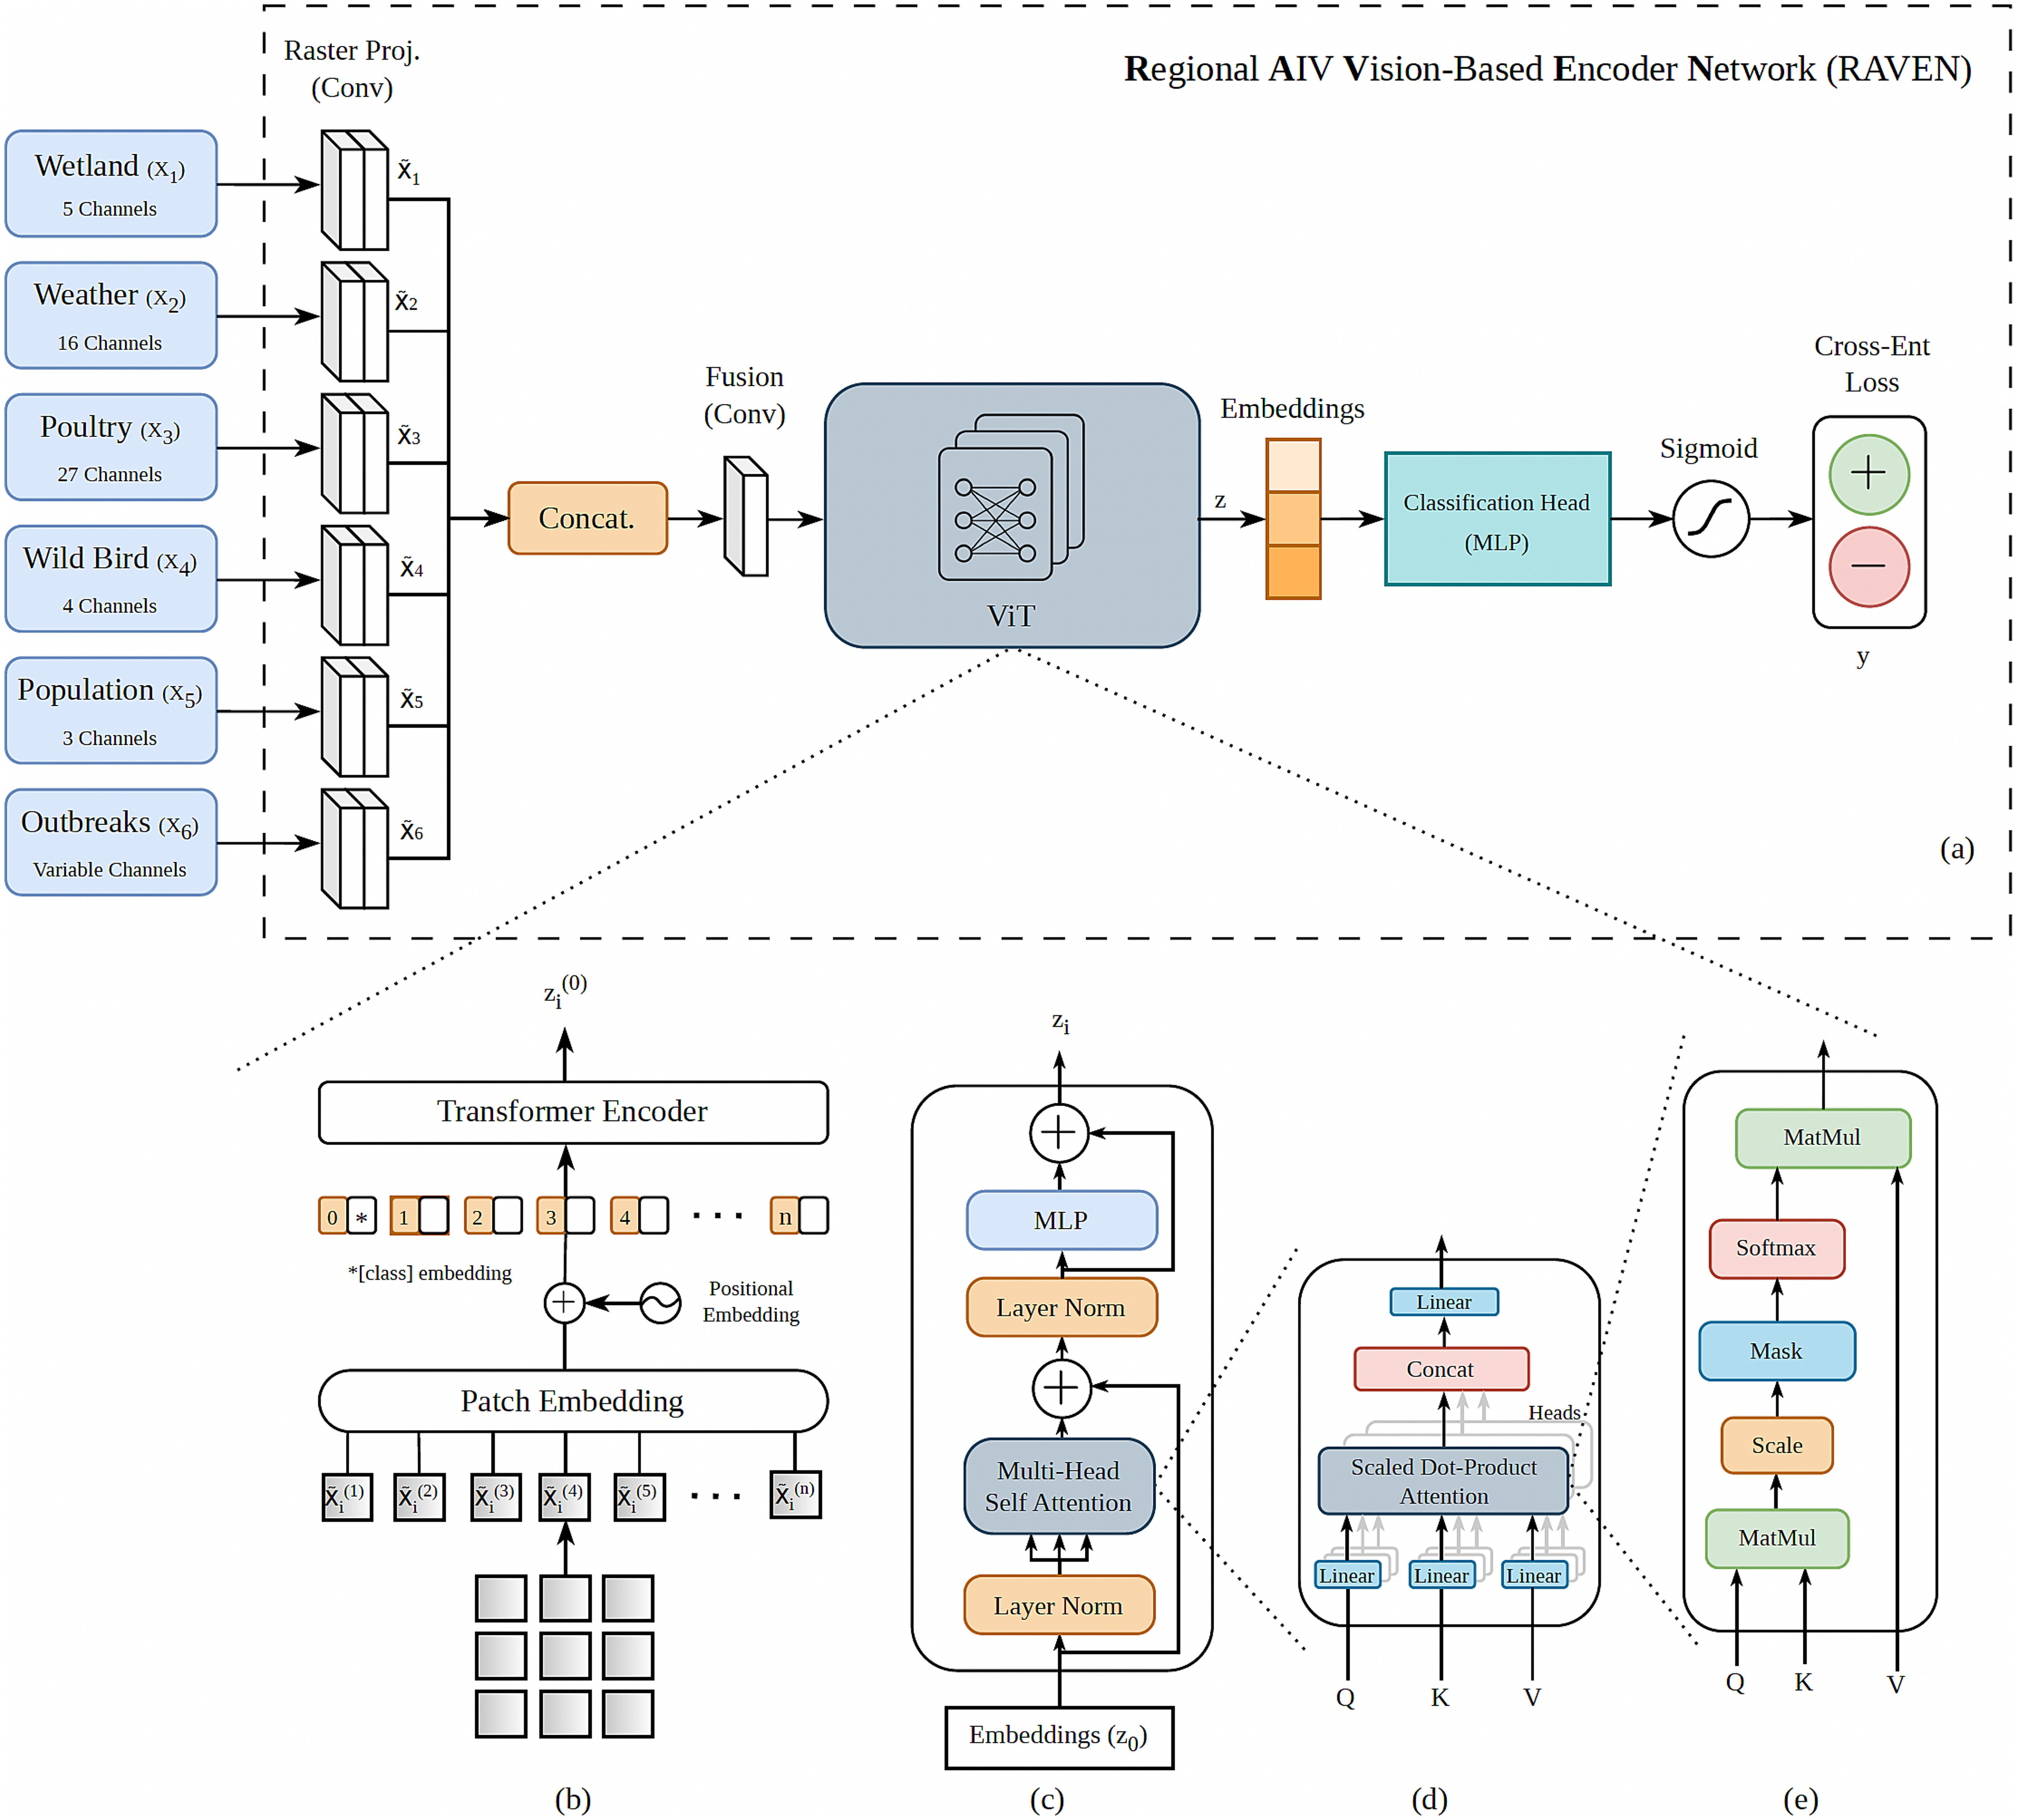 Regional AIV Vision-Based Encoder Network (RAVEN)
Raster Proj.
(Conv)
Wetland (X1)
5 Channels
x̃1
Weather (X2)
16 Channels
x̃2
Poultry (X3)
27 Channels
x̃3
Wild Bird (X4)
4 Channels
x̃4
Population (X5)
3 Channels
x̃5
Outbreaks (X6)
Variable Channels
x̃6
Concat.
Fusion
(Conv)
ViT
z
Embeddings
Classification Head
(MLP)
Sigmoid
Cross-Ent
Loss
+
−
y
(a)
zi(0)
Transformer Encoder
0 * 1 2 3 4 · · · n
*[class] embedding
+
Positional
Embedding
Patch Embedding
x̃i(1) x̃i(2) x̃i(3) x̃i(4) x̃i(5) · · · x̃i(n)
(b)
zi
+
MLP
Layer Norm
+
Multi-Head
Self Attention
Layer Norm
Embeddings (z0)
(c)
Linear
Concat
Heads
Scaled Dot-Product
Attention
Linear Linear Linear
Q K V
(d)
MatMul
Softmax
Mask
Scale
MatMul
Q K V
(e)